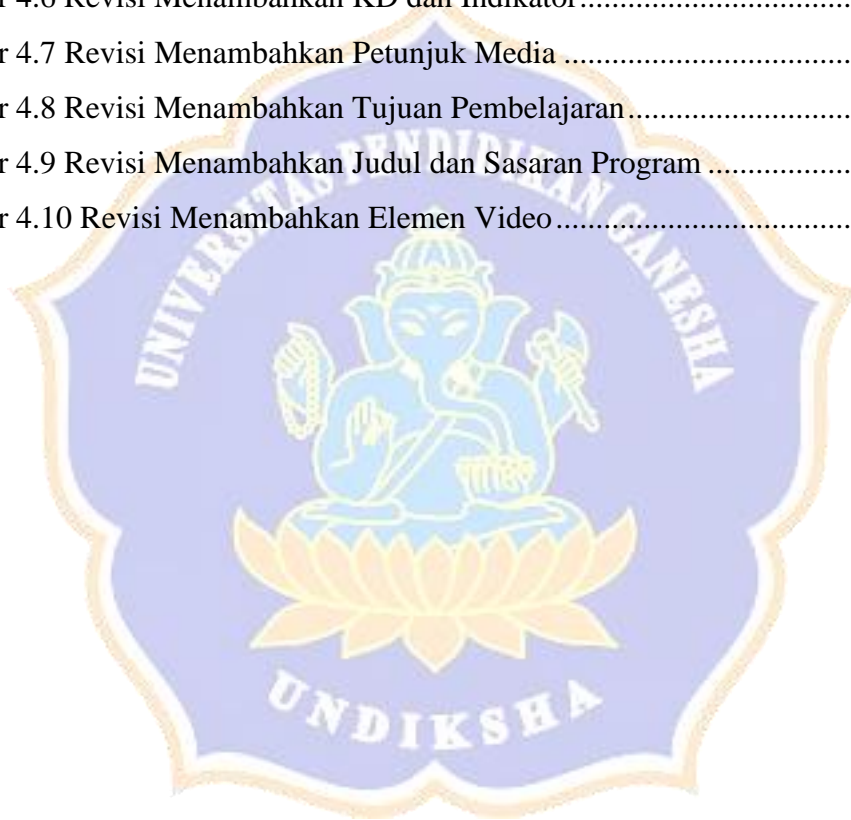 r 4.6 Revisi Menambahkan KD dan Indikator..............................
r 4.7 Revisi Menambahkan Petunjuk Media ................................
r 4.8 Revisi Menambahkan Tujuan Pembelajaran.........................
r 4.9 Revisi Menambahkan Judul dan Sasaran Program ................
r 4.10 Revisi Menambahkan Elemen Video..................................
UNIVERSITAS PENDIDIKAN GANESHA
UNDIKSHA